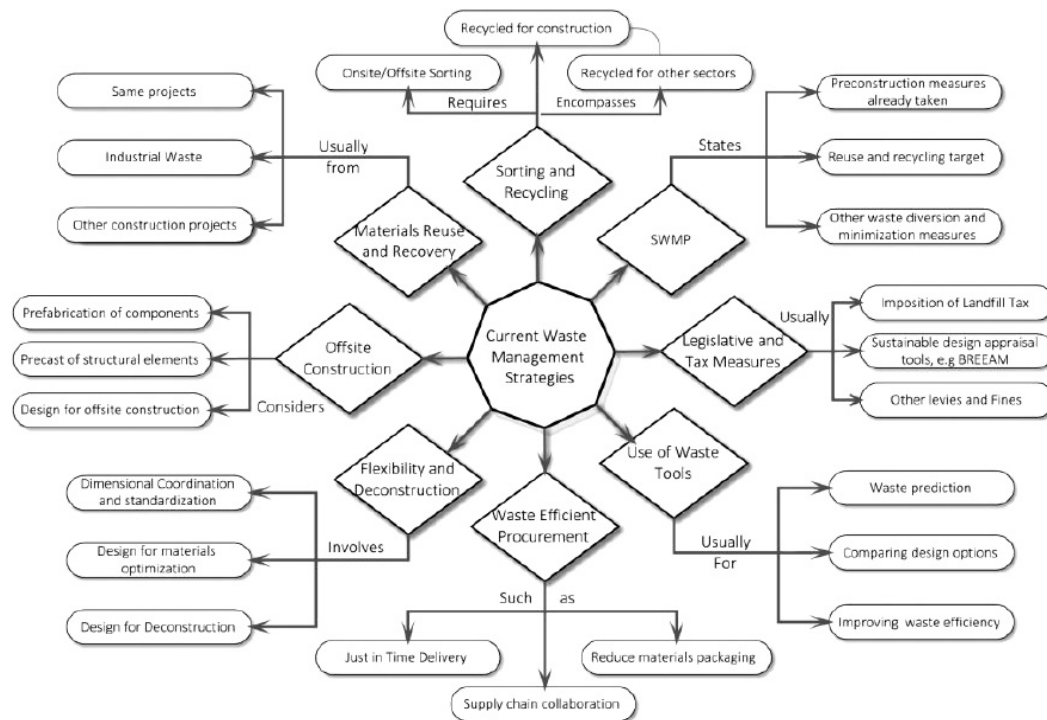 Recycled for construction
Onsite/Offsite Sorting
Recycled for other sectors
Requires
Encompasses
Same projects
Industrial Waste
Other construction projects
Usually
from
Materials Reuse
and Recovery
Sorting and
Recycling
SWMP
States
Preconstruction measures
already taken
Reuse and recycling target
Other waste diversion and
minimization measures
Prefabrication of components
Precast of structural elements
Design for offsite construction
Considers
Offsite
Construction
Current Waste
Management
Strategies
Legislative and
Tax Measures
Usually
Imposition of Landfill Tax
Sustainable design appraisal
tools, e.g BREEAM
Other levies and Fines
Dimensional Coordination
and standardization
Design for materials
optimization
Design for Deconstruction
Involves
Flexibility and
Deconstruction
Waste Efficient
Procurement
Use of Waste
Tools
Usually
For
Waste prediction
Comparing design options
Improving waste efficiency
Such as
Just in Time Delivery
Reduce materials packaging
Supply chain collaboration